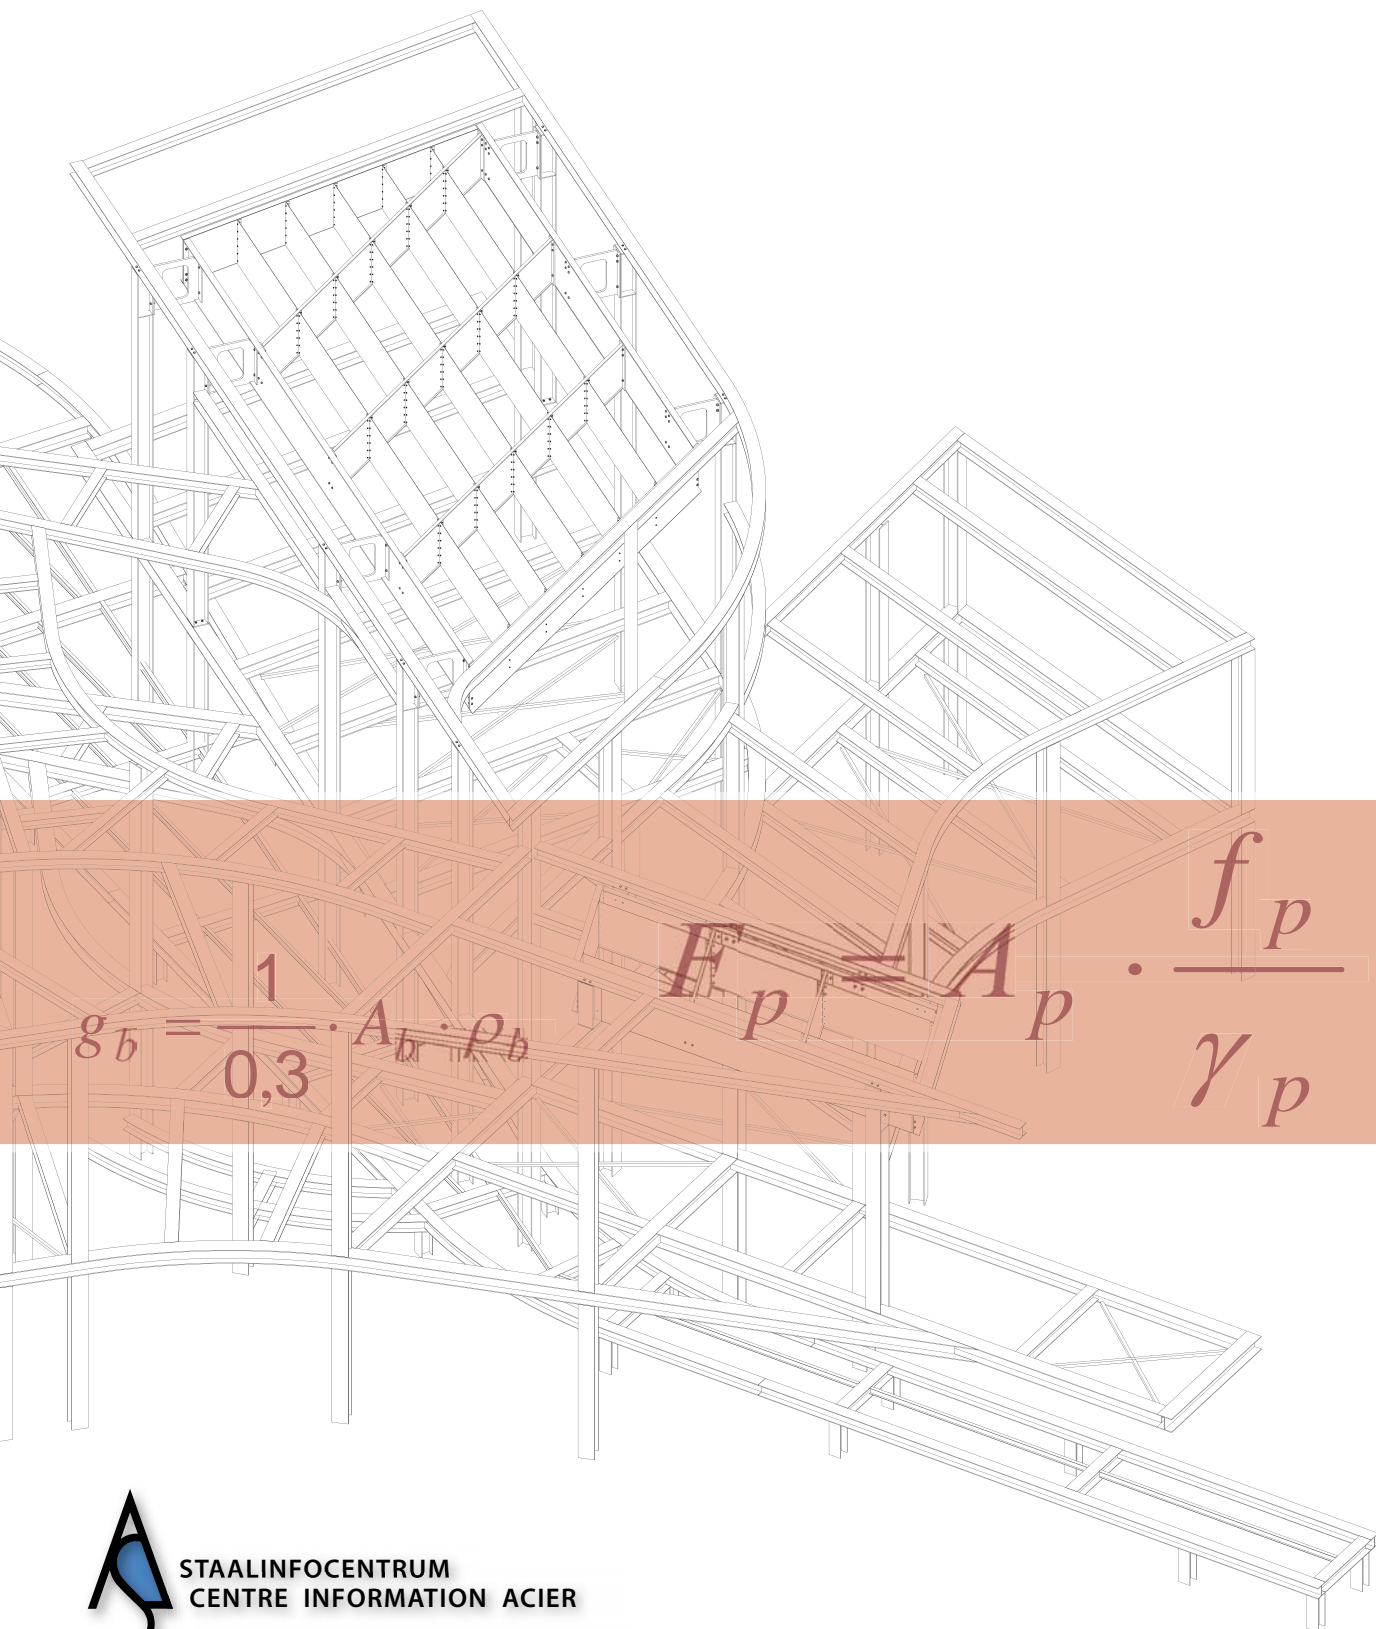 g_b = 1/0,3 · A_b · ρ_b
F_p = A_p · f_p/γ_p
STAALINFOCENTRUM
CENTRE INFORMATION ACIER